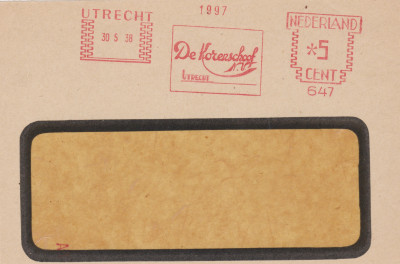 UTRECHT
30 5 38
1997
De Korenschoof
N.V.
UTRECHT
NEDERLAND
*5
CENT
647